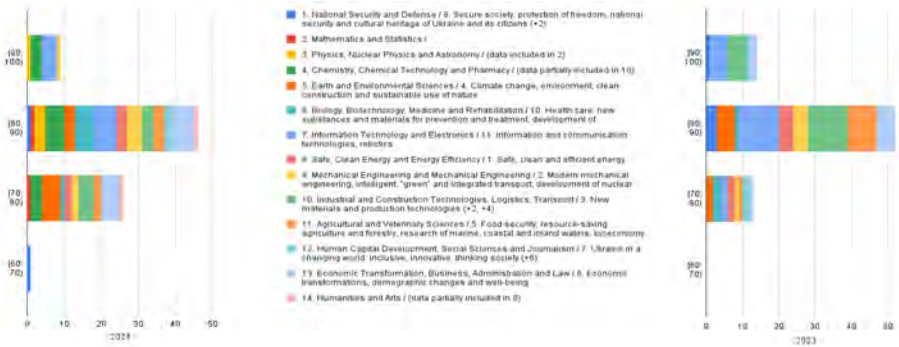 [90; 100)
[80; 90)
[70; 80)
[60; 70)
0 10 20 30 40 50
2021
1. National Security and Defense / 6. Secure society, protection of freedom, national
security and cultural heritage of Ukraine and its citizens (+2)
2. Mathematics and Statistics /
3. Physics, Nuclear Physics and Astronomy / (data included in 2)
4. Chemistry, Chemical Technology and Pharmacy / (data partially included in 10)
5. Earth and Environmental Sciences / 4. Climate change, environment, clean
construction and sustainable use of nature
6. Biology, Biotechnology, Medicine and Rehabilitation / 10. Health care: new
substances and materials for prevention and treatment, development of
7. Information Technology and Electronics / 11. Information and communication
technologies, robotics
8. Safe, Clean Energy and Energy Efficiency / 1. Safe, clean and efficient energy
9. Mechanical Engineering and Mechanical Engineering / 2. Modern mechanical
engineering, intelligent, "green" and integrated transport, development of nuclear
10. Industrial and Construction Technologies, Logistics, Transport / 3. New
materials and production technologies (+2, +4)
11. Agricultural and Veterinary Sciences / 5. Food security, resource-saving
agriculture and forestry, research of marine, coastal and inland waters, bioeconomy
12. Human Capital Development, Social Sciences and Journalism / 7. Ukraine in a
changing world: inclusive, innovative, thinking society (+6)
13. Economic Transformation, Business, Administration and Law / 8. Economic
transformations, demographic changes and well-being
14. Humanities and Arts / (data partially included in 8)
[90; 100)
[80; 90)
[70; 80)
[60; 70)
0 10 20 30 40 50
2023